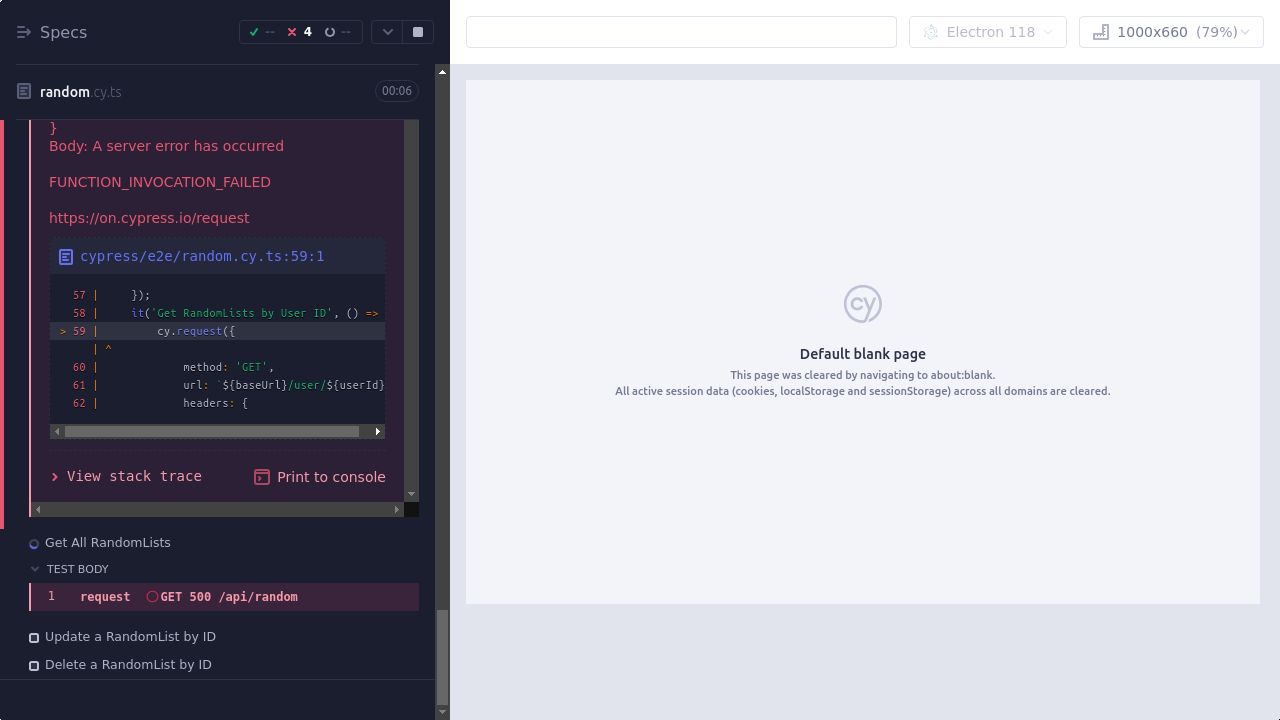 Specs
--
4
--
random.cy.ts
00:06
}
Body: A server error has occurred
FUNCTION_INVOCATION_FAILED
https://on.cypress.io/request
cypress/e2e/random.cy.ts:59:1
57 |     });
58 |     it('Get RandomLists by User ID', () =>
> 59 |         cy.request({
| ^
60 |             method: 'GET',
61 |             url: `${baseUrl}/user/${userId}
62 |             headers: {
View stack trace
Print to console
Get All RandomLists
TEST BODY
1 request GET 500 /api/random
Update a RandomList by ID
Delete a RandomList by ID
Electron 118
1000x660 (79%)
cy
Default blank page
This page was cleared by navigating to about:blank.
All active session data (cookies, localStorage and sessionStorage) across all domains are cleared.